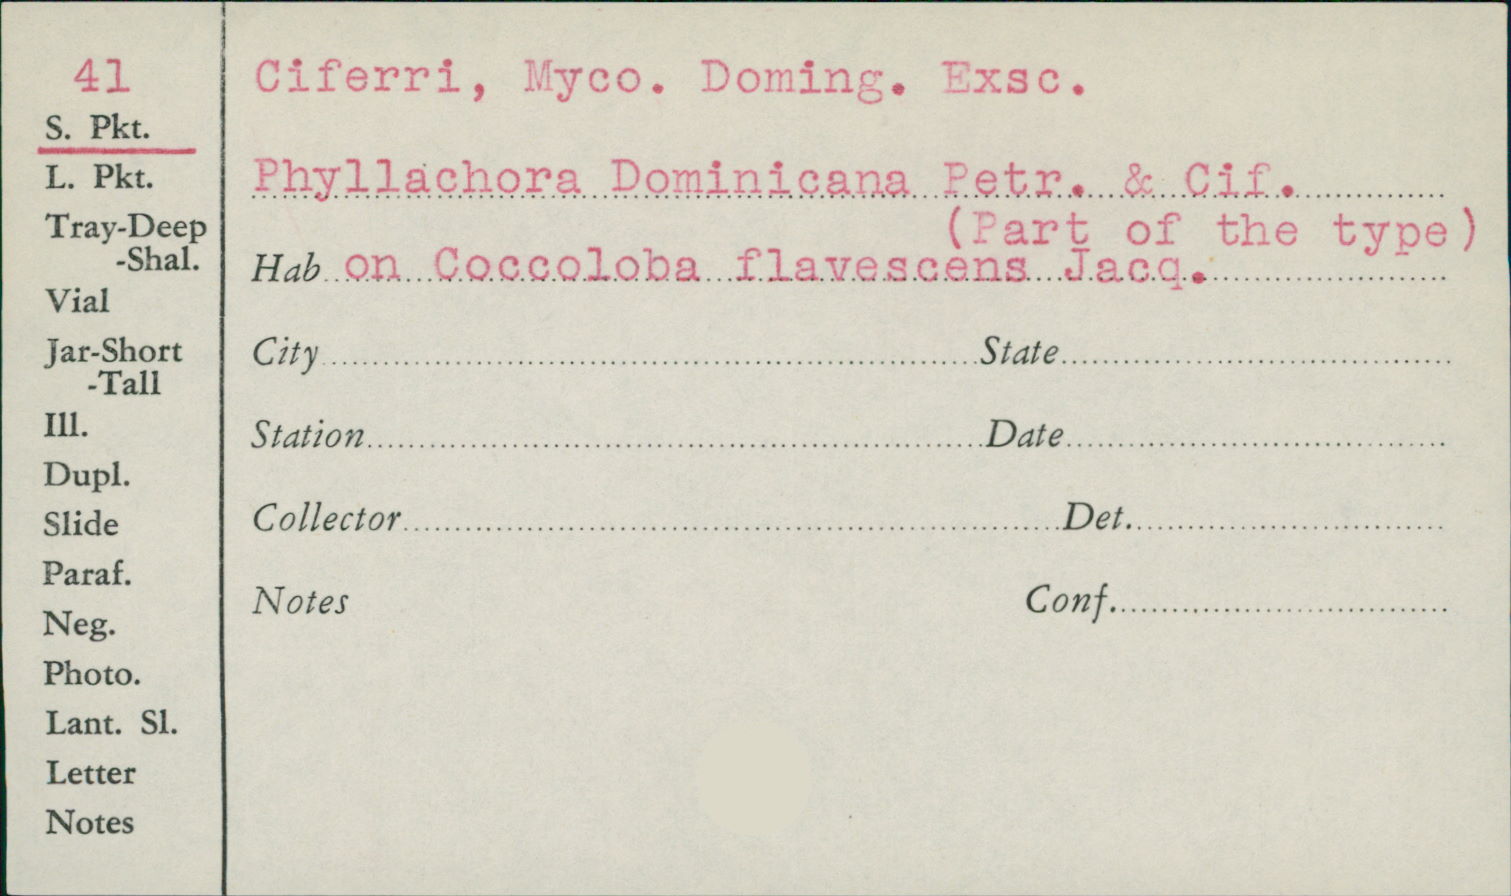 41
S. Pkt.
L. Pkt.
Tray-Deep
-Shal.
Vial
Jar-Short
-Tall
Ill.
Dupl.
Slide
Paraf.
Neg.
Photo.
Lant. Sl.
Letter
Notes
Ciferri, Myco. Doming. Exsc.
Phyllachora Dominicana Petr. & Cif.
(Part of the type)
Hab on Coccoloba flavescens Jacq.
City State
Station Date
Collector Det.
Notes Conf.